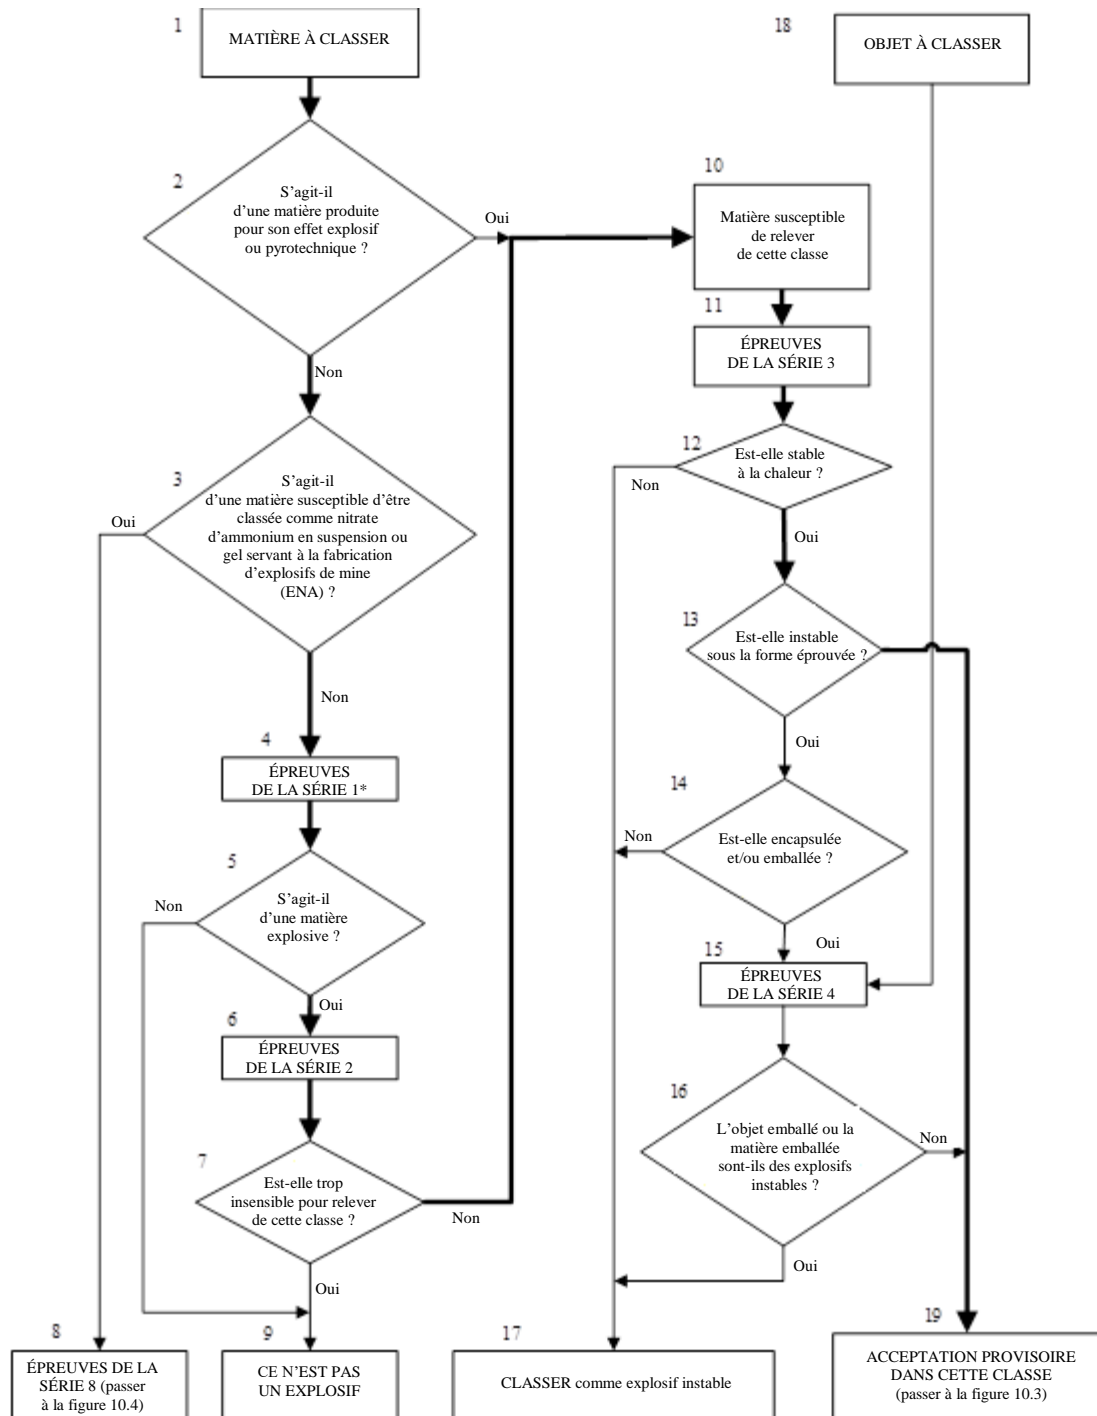 1
MATIÈRE À CLASSER
18
OBJET À CLASSER
2
S'agit-il
d'une matière produite
pour son effet explosif
ou pyrotechnique ?
Oui
Non
10
Matière susceptible
de relever
de cette classe
11
ÉPREUVES
DE LA SÉRIE 3
3
S'agit-il
d'une matière susceptible d'être
classée comme nitrate
d'ammonium en suspension ou
gel servant à la fabrication
d'explosifs de mine
(ENA) ?
Oui
Non
12
Est-elle stable
à la chaleur ?
Non
Oui
13
Est-elle instable
sous la forme éprouvée ?
Oui
4
ÉPREUVES
DE LA SÉRIE 1*
14
Est-elle encapsulée
et/ou emballée ?
Non
Oui
5
S'agit-il
d'une matière
explosive ?
Non
Oui
15
ÉPREUVES
DE LA SÉRIE 4
6
ÉPREUVES
DE LA SÉRIE 2
16
L'objet emballé ou la
matière emballée
sont-ils des explosifs
instables ?
Non
Oui
7
Est-elle trop
insensible pour relever
de cette classe ?
Non
Oui
8
ÉPREUVES DE LA
SÉRIE 8 (passer
à la figure 10.4)
9
CE N'EST PAS
UN EXPLOSIF
17
CLASSER comme explosif instable
19
ACCEPTATION PROVISOIRE
DANS CETTE CLASSE
(passer à la figure 10.3)